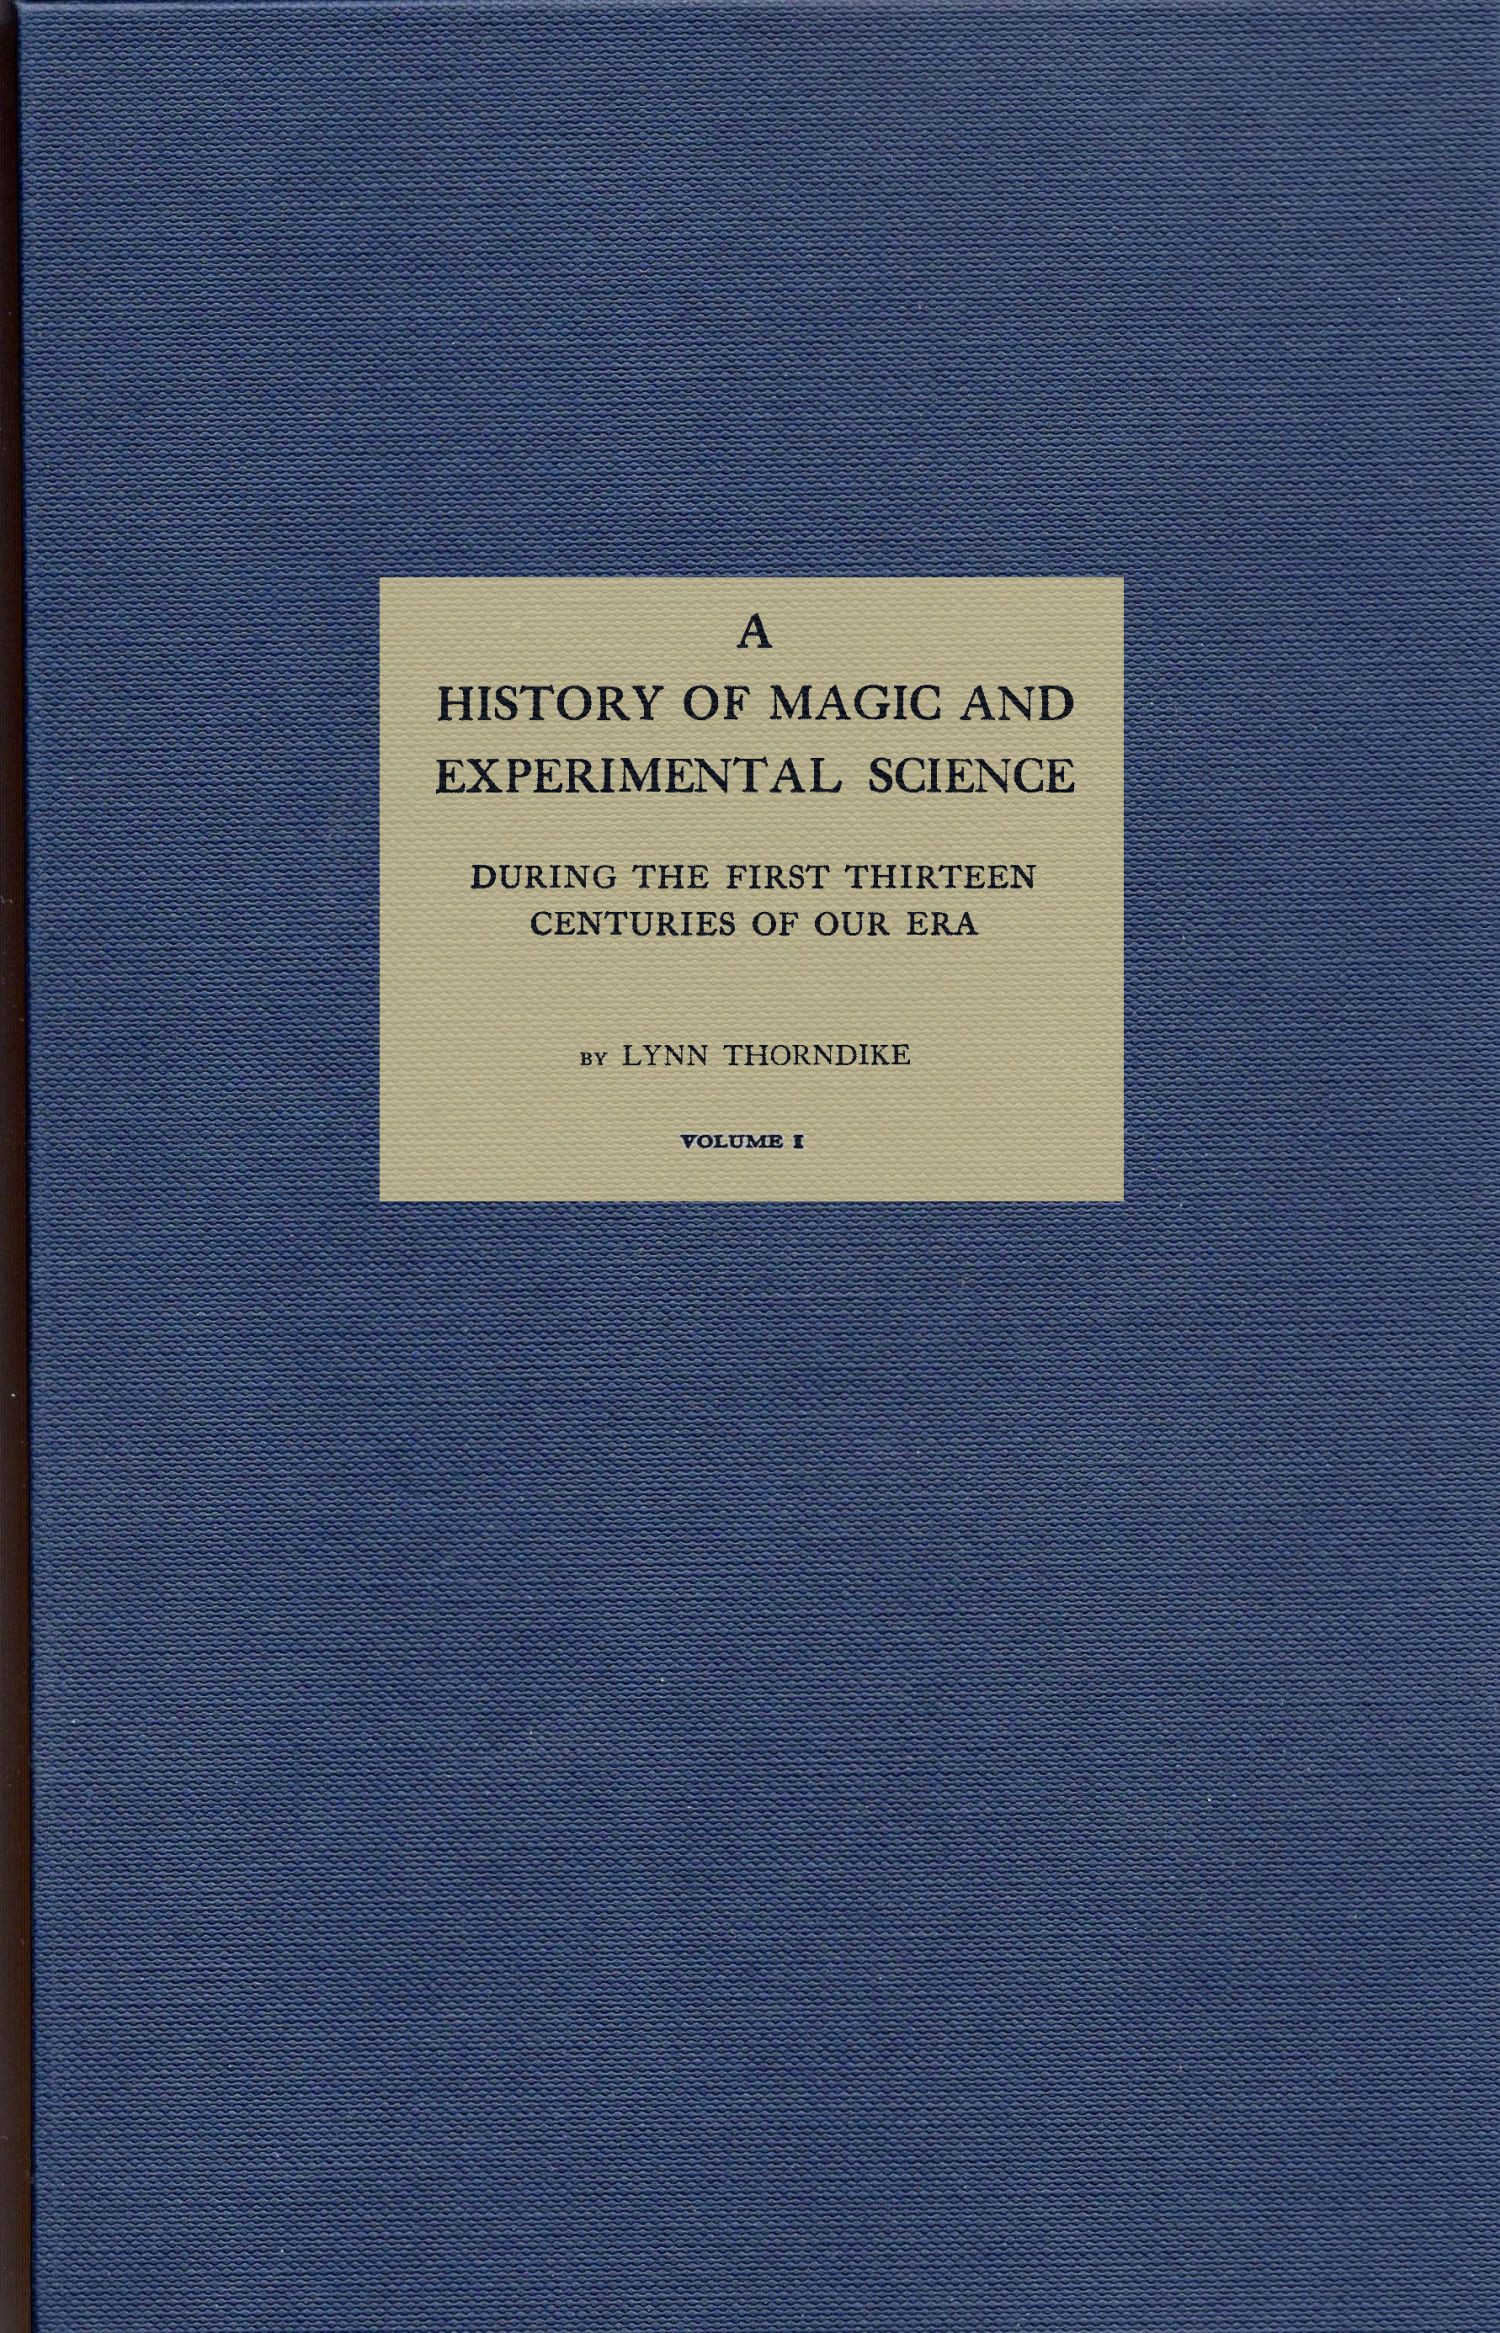 A
HISTORY OF MAGIC AND
EXPERIMENTAL SCIENCE
DURING THE FIRST THIRTEEN
CENTURIES OF OUR ERA
BY LYNN THORNDIKE
VOLUME I